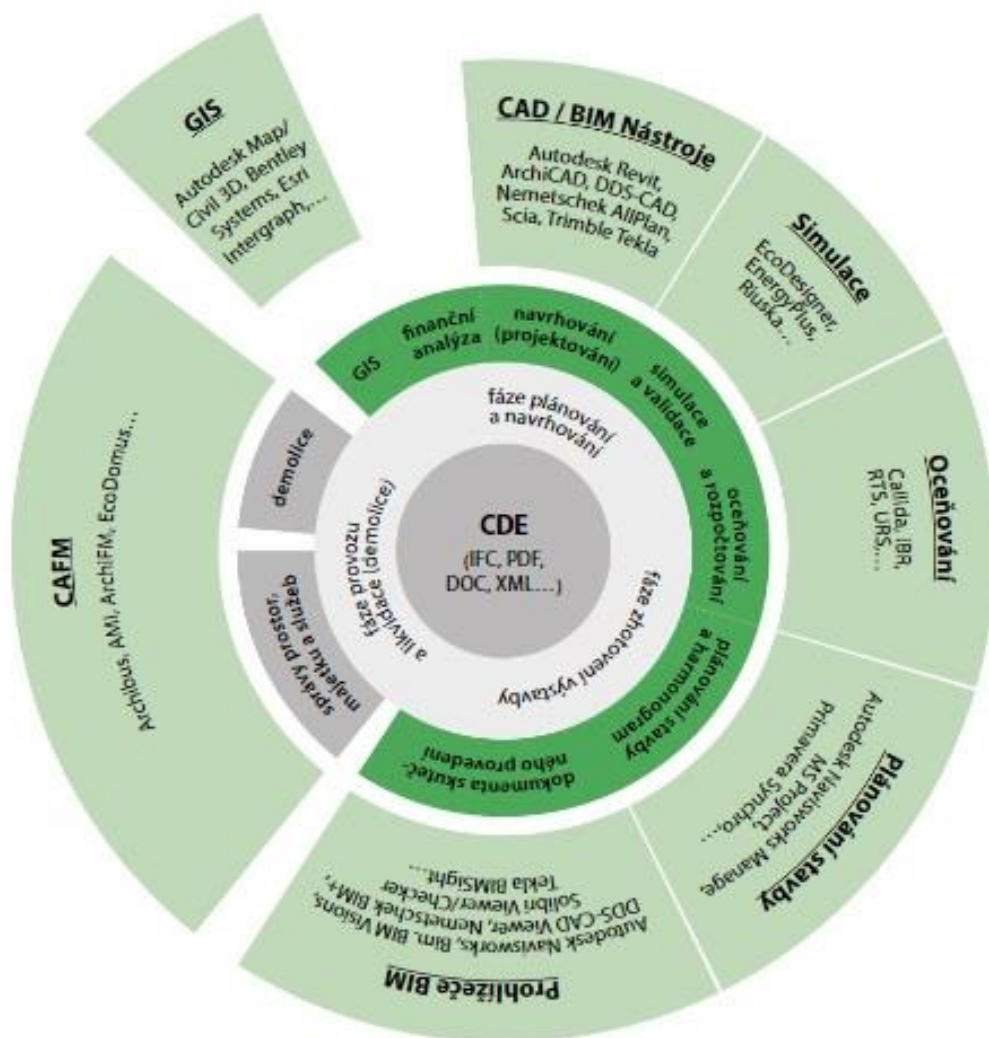 GIS
Autodesk Map/
Civil 3D, Bentley
Systems, Esri
Intergraph,…
CAD / BIM Nástroje
Autodesk Revit,
ArchiCAD, DDS-CAD,
Nemetschek AllPlan,
Scia, Trimble Tekla
Simulace
EcoDesigner,
EnergyPlus,
Riuska…
Oceňování
Callida, IBR,
RTS, URS,…
Plánování stavby
Autodesk Navisworks Manage,
MS Project,
Primavera Synchro,…
Prohlížeče BIM
Autodesk Navisworks, Bim. BIM Visions,
DDS-CAD Viewer, Nemetschek BIM+,
Solibri Viewer/Checker
Tekla BIMSight…
CAFM
Archibus, AMI, ArchiFM, EcoDomus…
GIS
finanční
analýza
navrhování
(projektování)
simulace
a validace
oceňování
a rozpočtování
plánování stavby
a harmonogram
dokumenta skuteč-
ného provedení
správy prostor,
majetku a služeb
demolice
fáze plánování
a navrhování
fáze zhotovení výstavby
fáze provozu
a likvidace (demolice)
CDE
(IFC, PDF,
DOC, XML…)